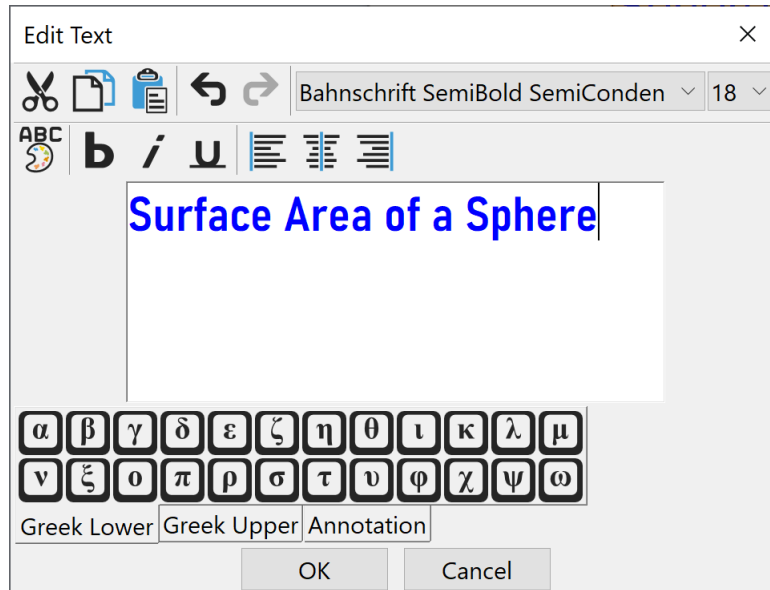 Edit Text
Bahnschrift SemiBold SemiConden 18
ABC b i u
Surface Area of a Sphere
α β γ δ ε ζ η θ ι κ λ μ
ν ξ ο π ρ σ τ υ φ χ ψ ω
Greek Lower Greek Upper Annotation
OK Cancel